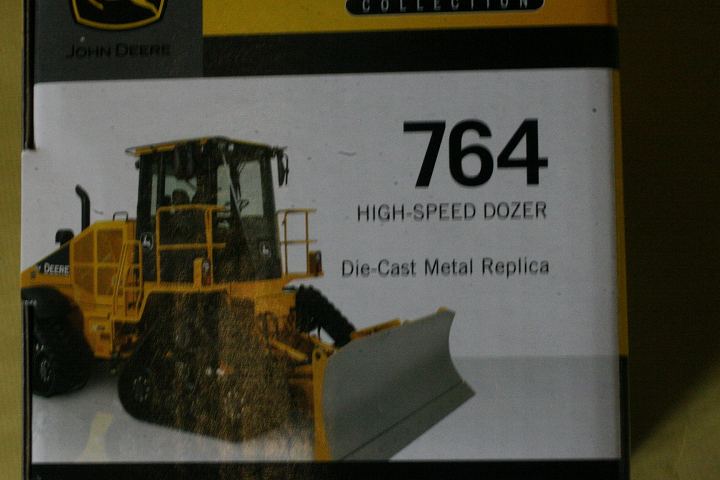 COLLECTION
JOHN DEERE
764
HIGH-SPEED DOZER
Die-Cast Metal Replica
DEERE